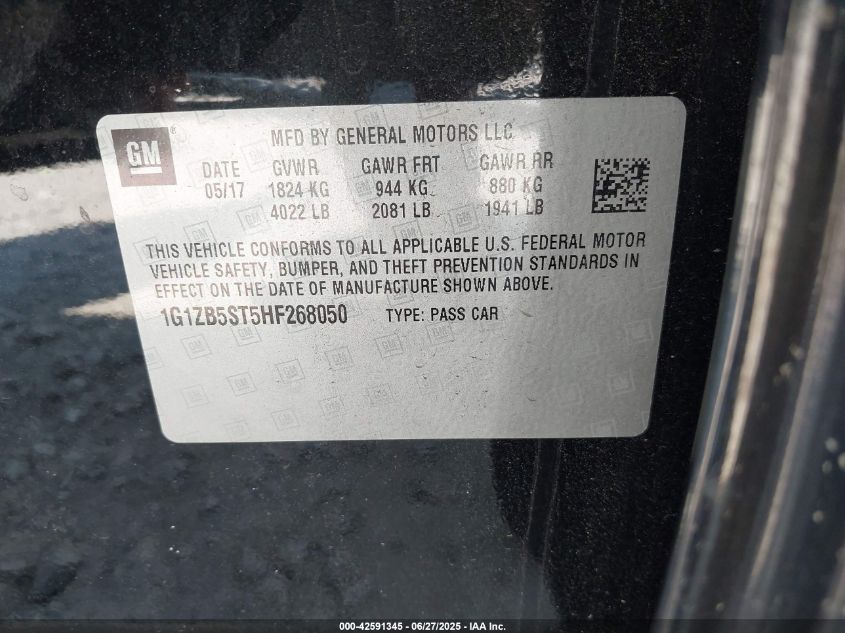 GM ®
MFD BY GENERAL MOTORS LLC
DATE GVWR GAWR FRT GAWR RR
05/17 1824 KG 944 KG 880 KG
4022 LB 2081 LB 1941 LB
THIS VEHICLE CONFORMS TO ALL APPLICABLE U.S. FEDERAL MOTOR
VEHICLE SAFETY, BUMPER, AND THEFT PREVENTION STANDARDS IN
EFFECT ON THE DATE OF MANUFACTURE SHOWN ABOVE.
1G1ZB5ST5HF268050 TYPE: PASS CAR
000-42591345 - 06/27/2025 - IAA Inc.